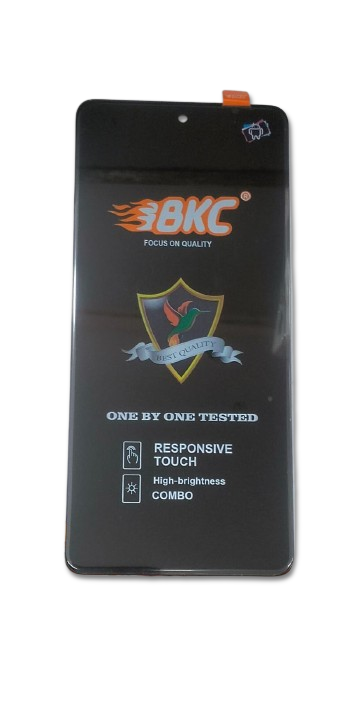 BKC®
FOCUS ON QUALITY
BEST QUALITY
ONE BY ONE TESTED
RESPONSIVE
TOUCH
High-brightness
COMBO